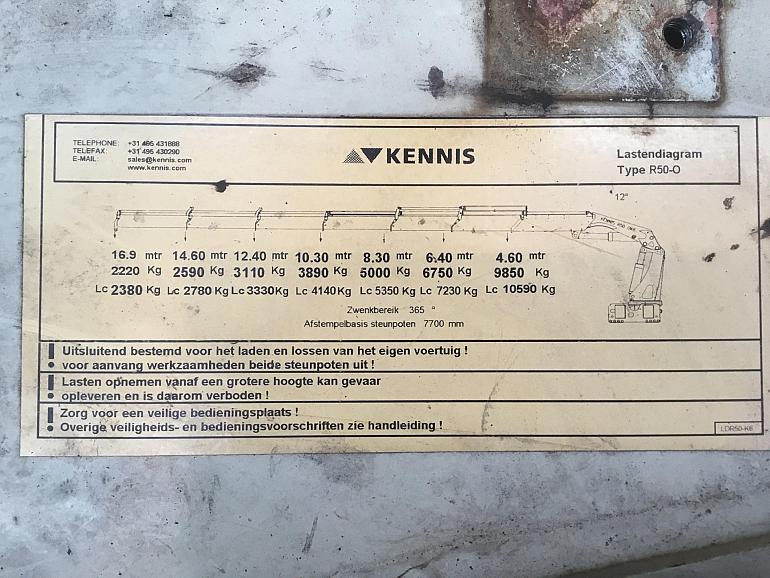 TELEPHONE: +31 495 431888
TELEFAX: +31 495 430290
E-MAIL: sales@kennis.com
www.kennis.com
KENNIS
Lastendiagram
Type R50-O
12°
16.9 mtr 14.60 mtr 12.40 mtr 10.30 mtr 8.30 mtr 6.40 mtr 4.60 mtr
2220 Kg 2590 Kg 3110 Kg 3890 Kg 5000 Kg 6750 Kg 9850 Kg
Lc 2380 Kg Lc 2780 Kg Lc 3330 Kg Lc 4140 Kg Lc 5350 Kg Lc 7230 Kg Lc 10590 Kg
Zwenkbereik 365 °
Afstempelbasis steunpoten 7700 mm
Uitsluitend bestemd voor het laden en lossen van het eigen voertuig !
voor aanvang werkzaamheden beide steunpoten uit !
Lasten opnemen vanaf een grotere hoogte kan gevaar
opleveren en is daarom verboden !
Zorg voor een veilige bedieningsplaats !
Overige veiligheids- en bedieningsvoorschriften zie handleiding !
LDR50-K6